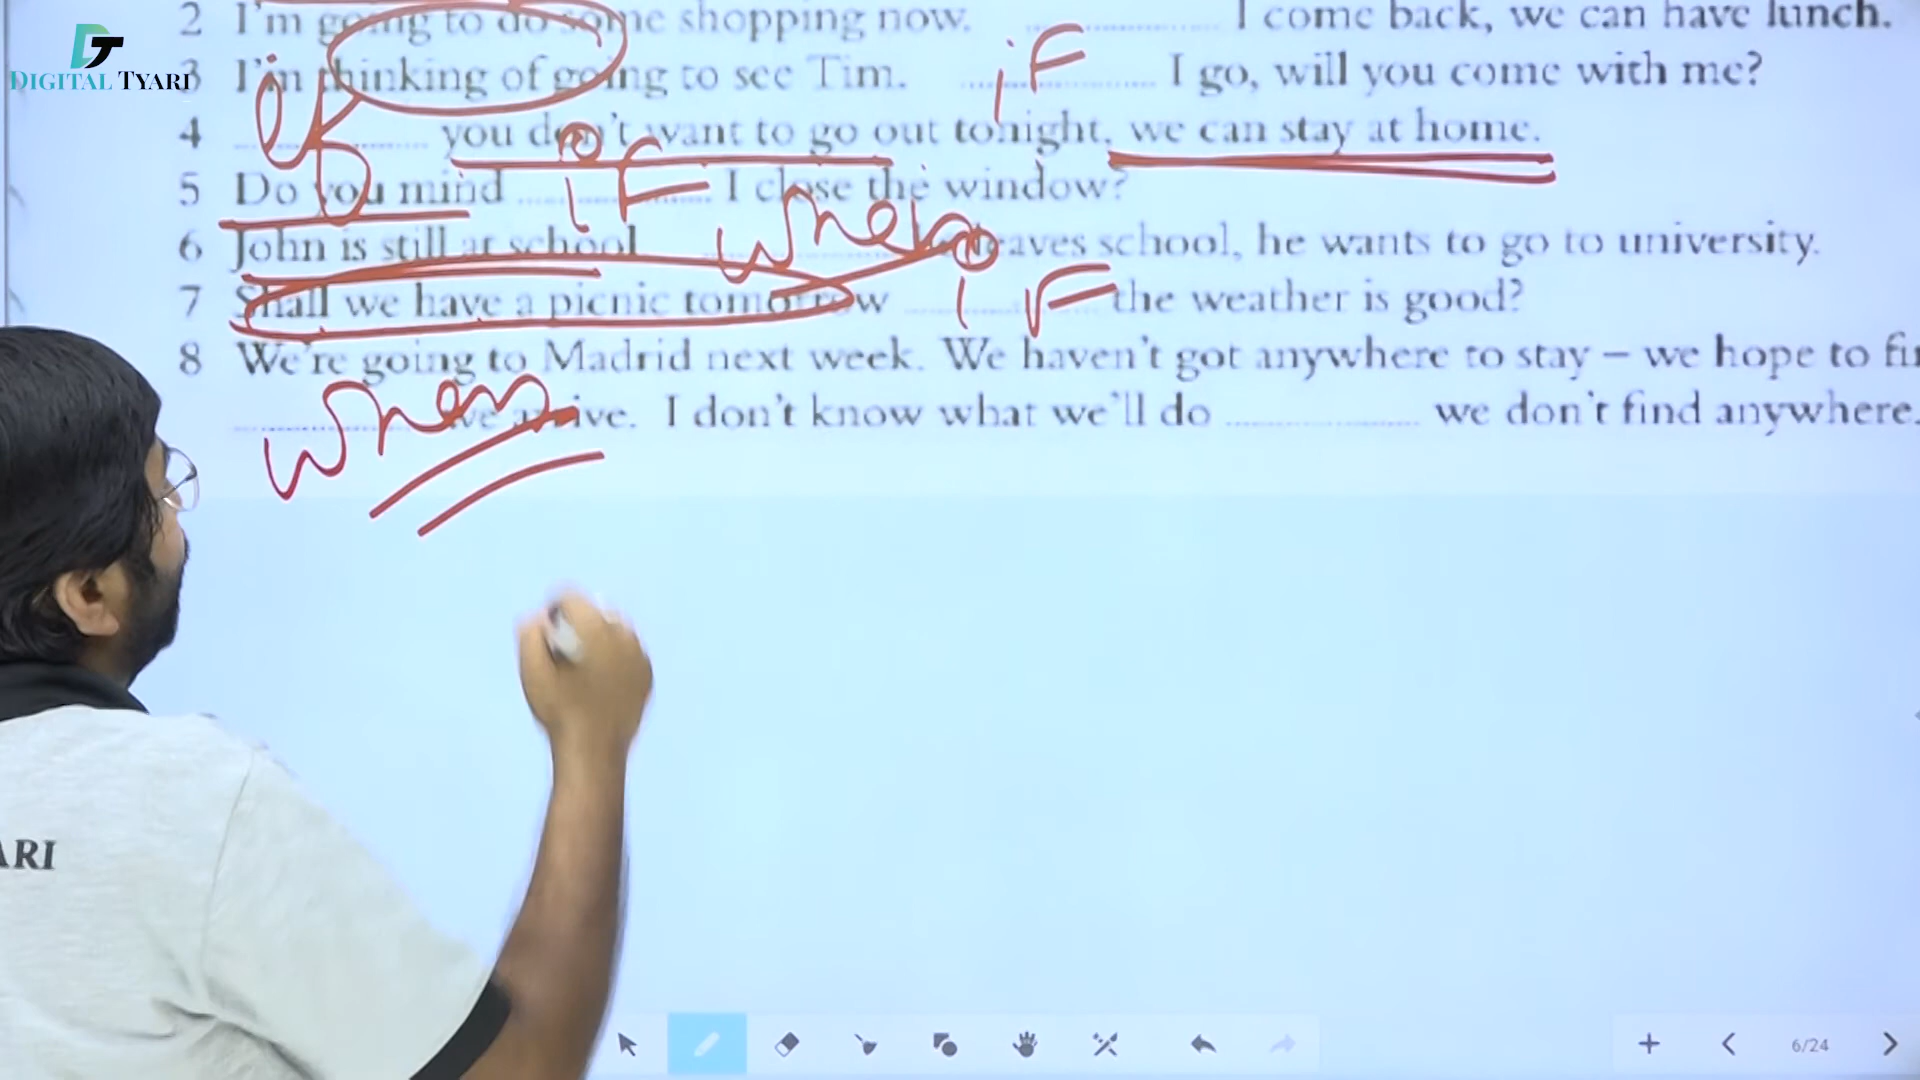 2 I'm going to do some shopping now. .................... I come back, we can have lunch.
DIGITAL TYARI
3 I'm thinking of going to see Tim. if .................... I go, will you come with me?
4 if .................... you don't want to go out tonight, we can stay at home.
5 Do you mind if .................... I close the window?
6 John is still at school when .................... leaves school, he wants to go to university.
7 Shall we have a picnic tomorrow if .................... the weather is good?
8 We're going to Madrid next week. We haven't got anywhere to stay – we hope to
when .................... we arrive. I don't know what we'll do .................... we don't find anywhere.
ARI
6/24